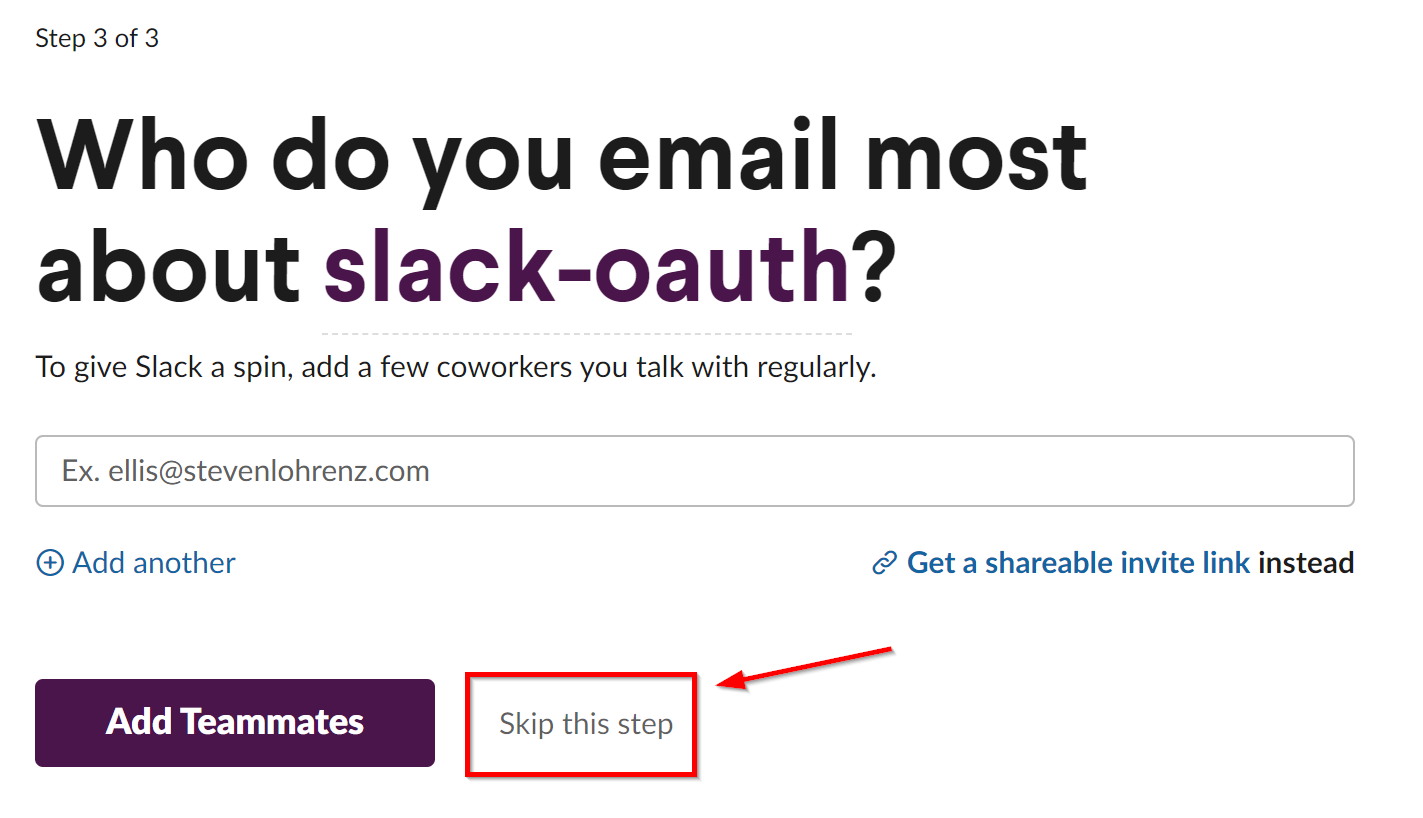 Step 3 of 3
Who do you email most
about slack-oauth?
To give Slack a spin, add a few coworkers you talk with regularly.
Ex. ellis@stevenlohrenz.com
Add another
Get a shareable invite link instead
Add Teammates
Skip this step